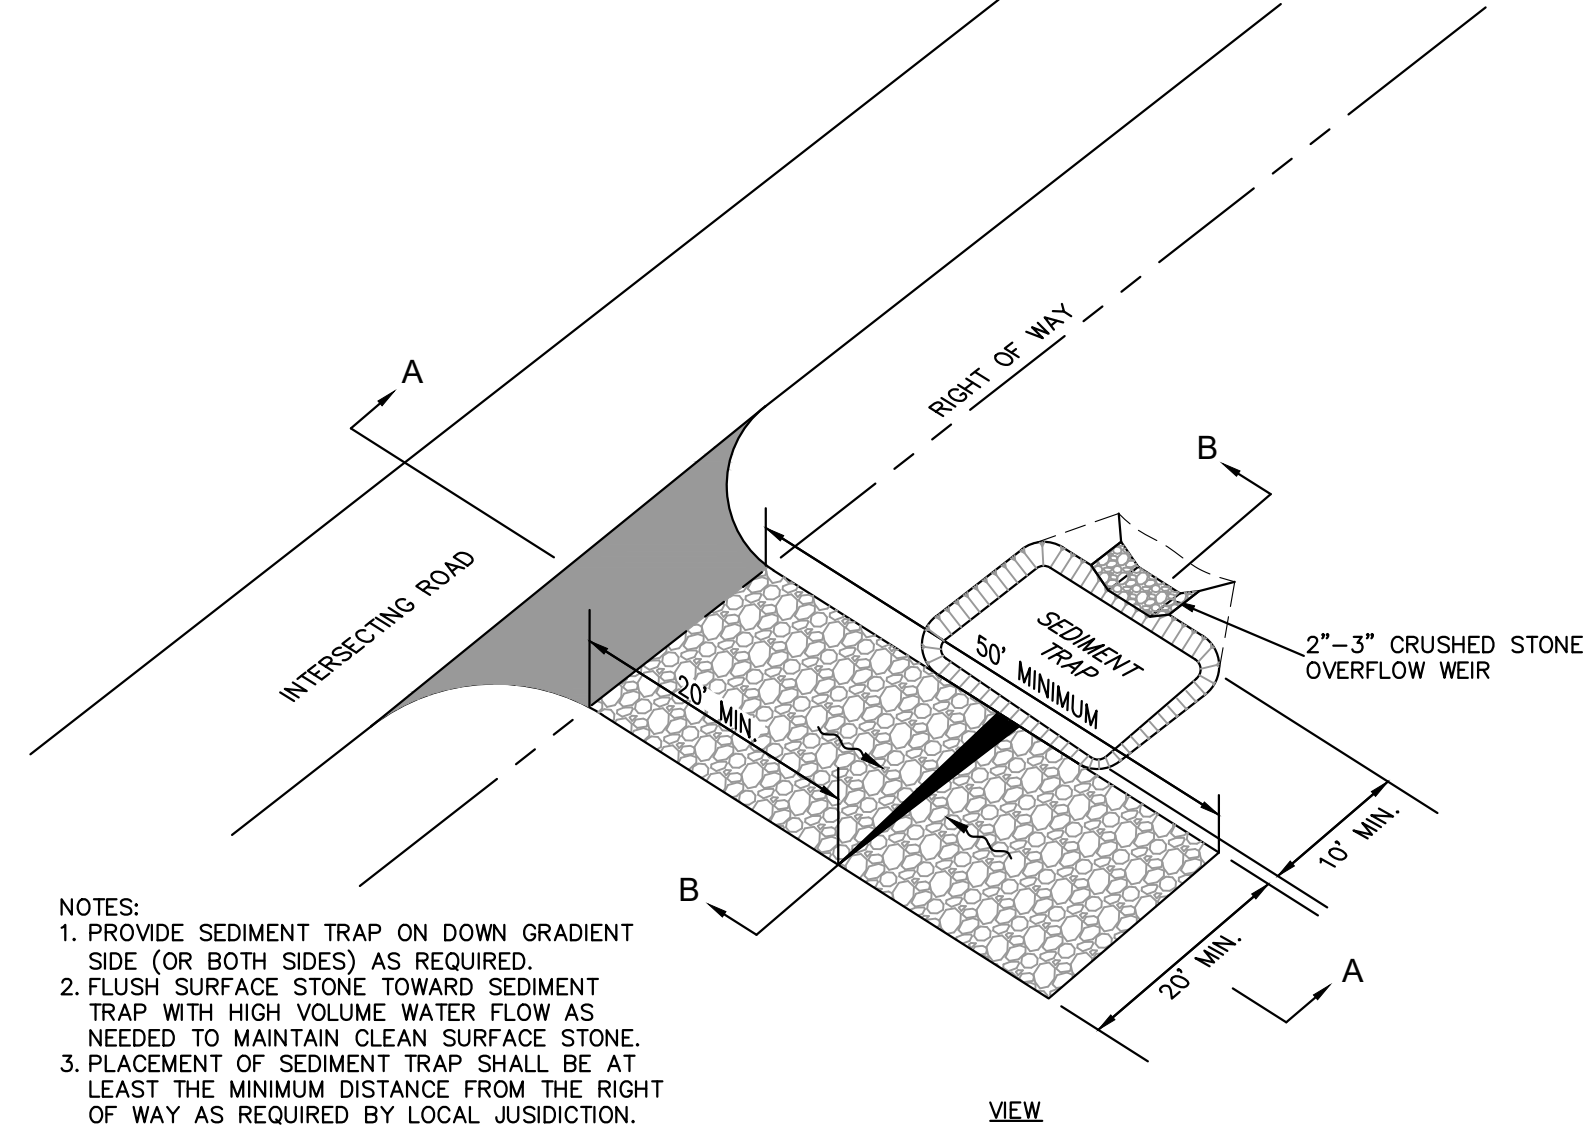 A
RIGHT OF WAY
B
INTERSECTING ROAD
SEDIMENT
TRAP
2”–3” CRUSHED STONE
OVERFLOW WEIR
50' MINIMUM
20' MIN.
10' MIN.
20' MIN.
B
A
NOTES:
1. PROVIDE SEDIMENT TRAP ON DOWN GRADIENT
SIDE (OR BOTH SIDES) AS REQUIRED.
2. FLUSH SURFACE STONE TOWARD SEDIMENT
TRAP WITH HIGH VOLUME WATER FLOW AS
NEEDED TO MAINTAIN CLEAN SURFACE STONE.
3. PLACEMENT OF SEDIMENT TRAP SHALL BE AT
LEAST THE MINIMUM DISTANCE FROM THE RIGHT
OF WAY AS REQUIRED BY LOCAL JUSIDICTION.
VIEW